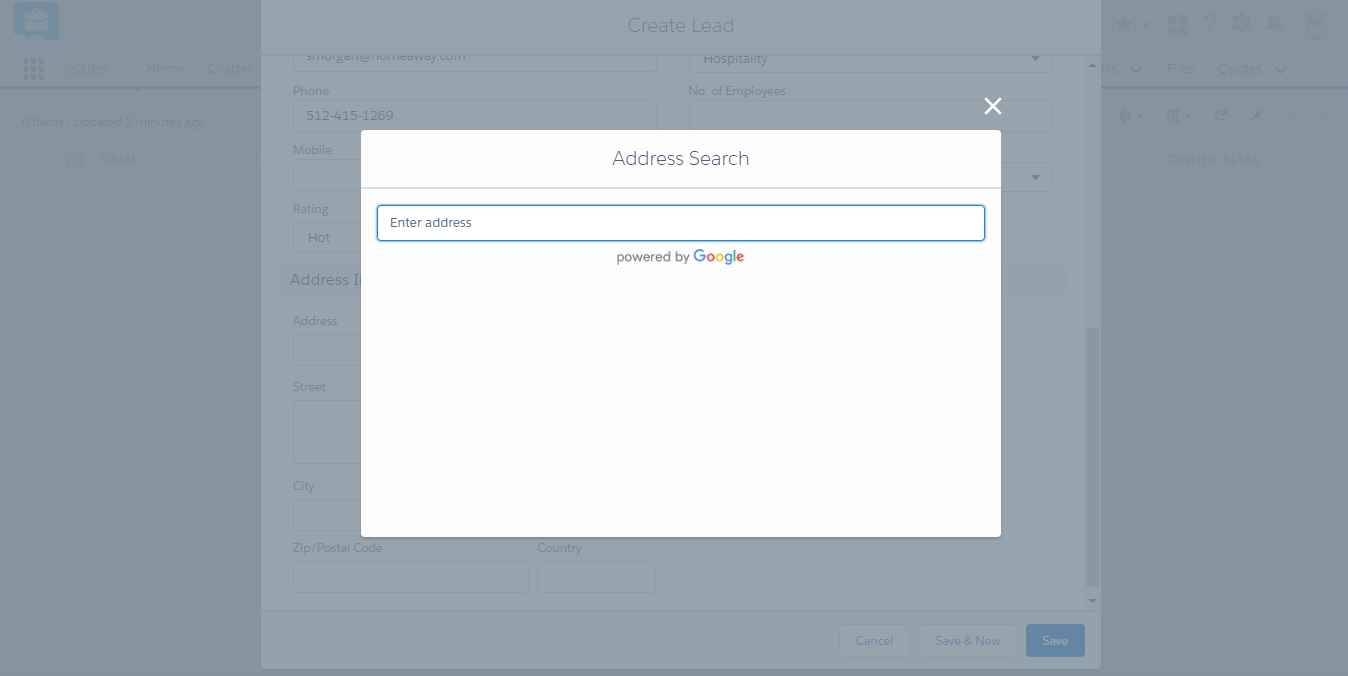 Create Lead
Sales
Home
Chatter
Files
Quotes
smorgan@homeaway.com
Hospitality
Phone
No. of Employees
512-415-1269
0 items • Updated 2 minutes ago
NAME
OWNER ALIAS
Mobile
Address Search
Rating
Enter address
Hot
powered by Google
Address
Address
Street
City
Zip/Postal Code
Country
Cancel
Save & New
Save